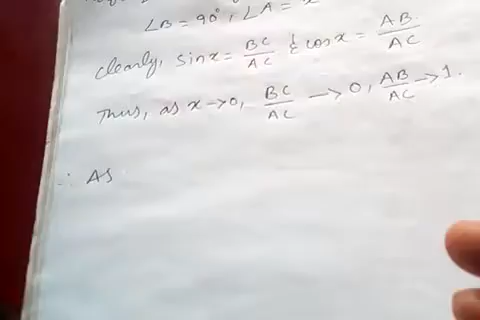 ∠B = 90°, ∠A = x
clearly, sin x = BC/AC & cos x = AB/AC
Thus, as x → 0, BC/AC → 0, AB/AC → 1.
∴ As